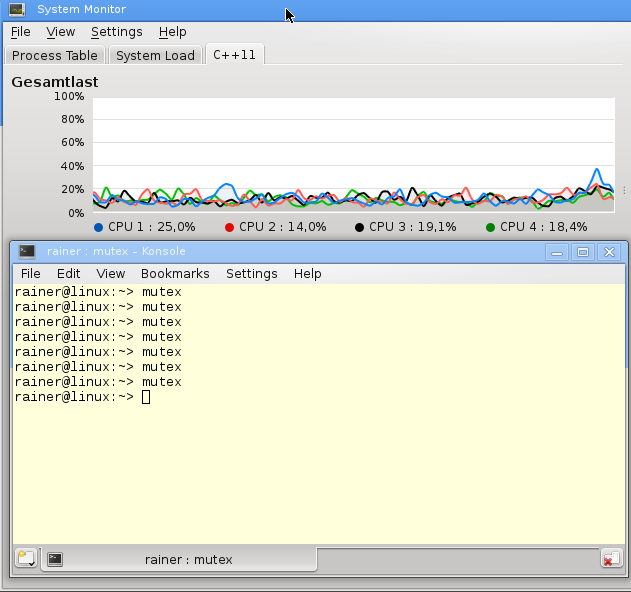 System Monitor
File View Settings Help
Process Table System Load C++11
Gesamtlast
100%
80%
60%
40%
20%
0%
CPU 1 : 25,0% CPU 2 : 14,0% CPU 3 : 19,1% CPU 4 : 18,4%
rainer : mutex – Konsole
File Edit View Bookmarks Settings Help
rainer@linux:~> mutex
rainer@linux:~> mutex
rainer@linux:~> mutex
rainer@linux:~> mutex
rainer@linux:~> mutex
rainer@linux:~> mutex
rainer@linux:~> mutex
rainer@linux:~>
rainer : mutex